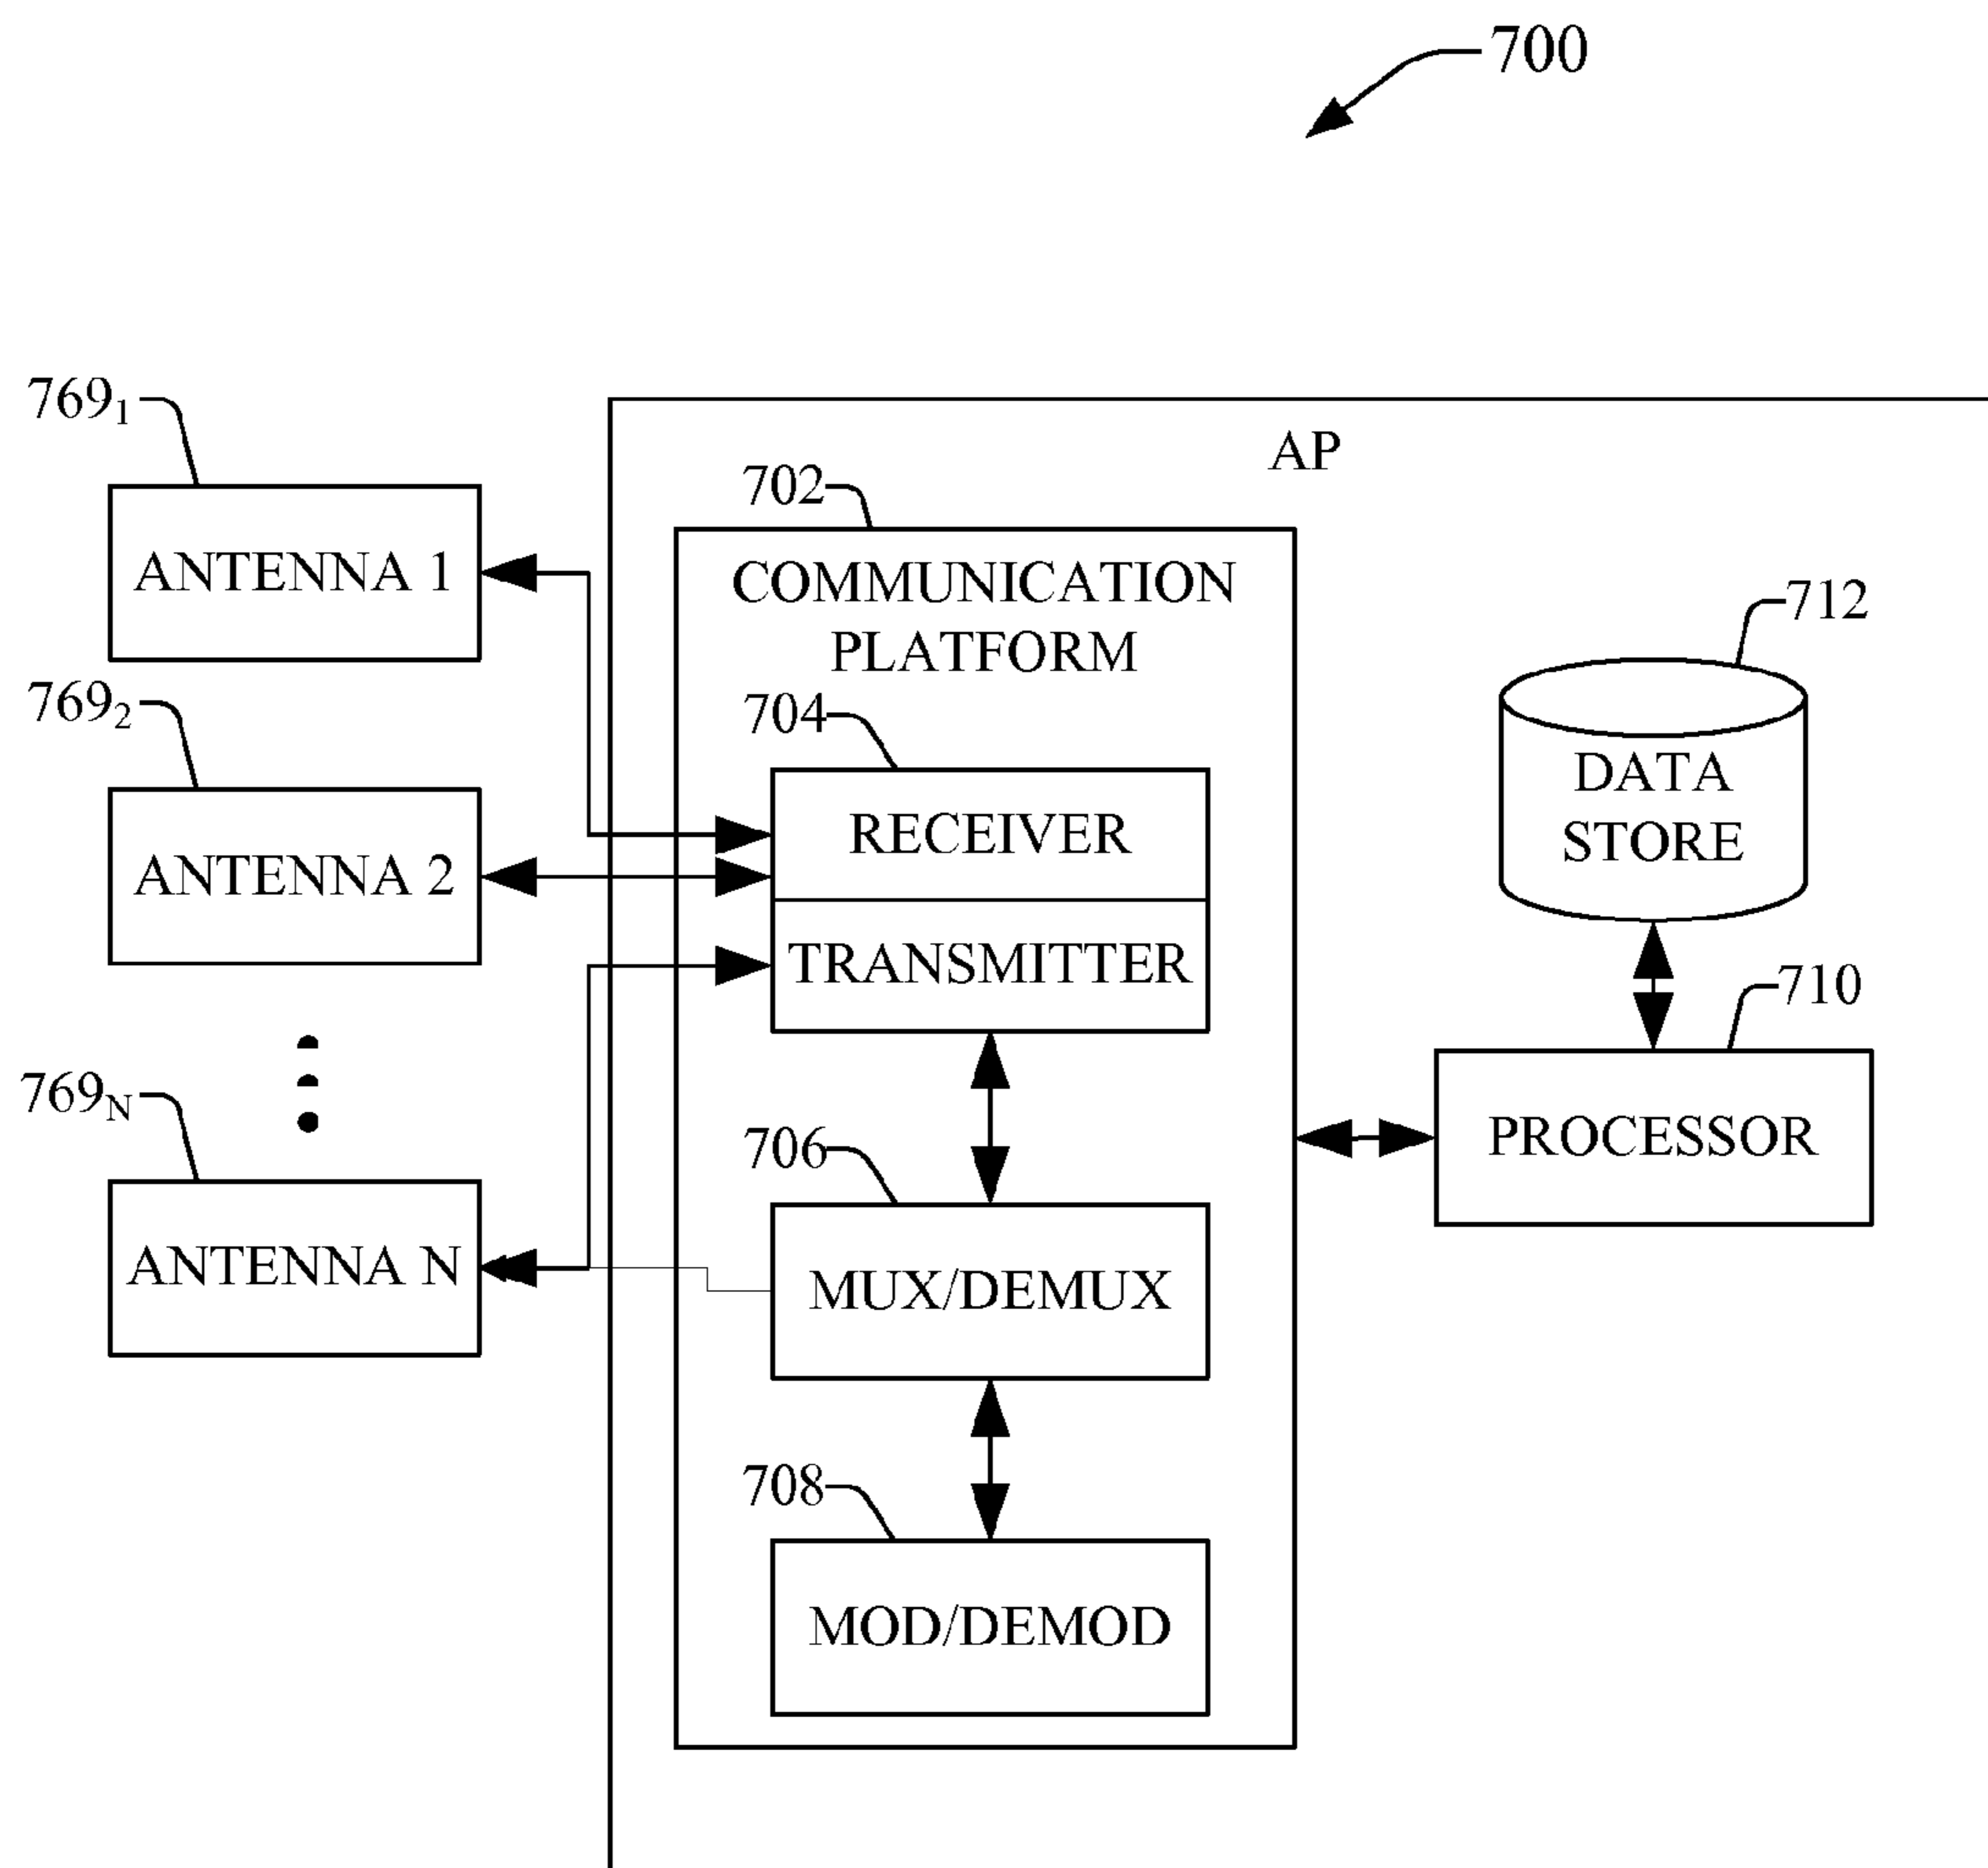 700
769₁
AP
702
ANTENNA 1
COMMUNICATION
PLATFORM
712
769₂
704
DATA
STORE
RECEIVER
ANTENNA 2
TRANSMITTER
710
769N
706
PROCESSOR
ANTENNA N
MUX/DEMUX
708
MOD/DEMOD